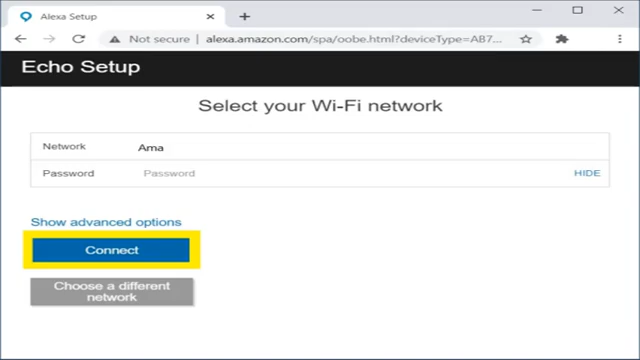 Alexa Setup
Not secure alexa.amazon.com/spa/oobe.html?deviceType=AB7...
Echo Setup
Select your Wi-Fi network
Network Ama
Password Password HIDE
Show advanced options
Connect
Choose a different
network